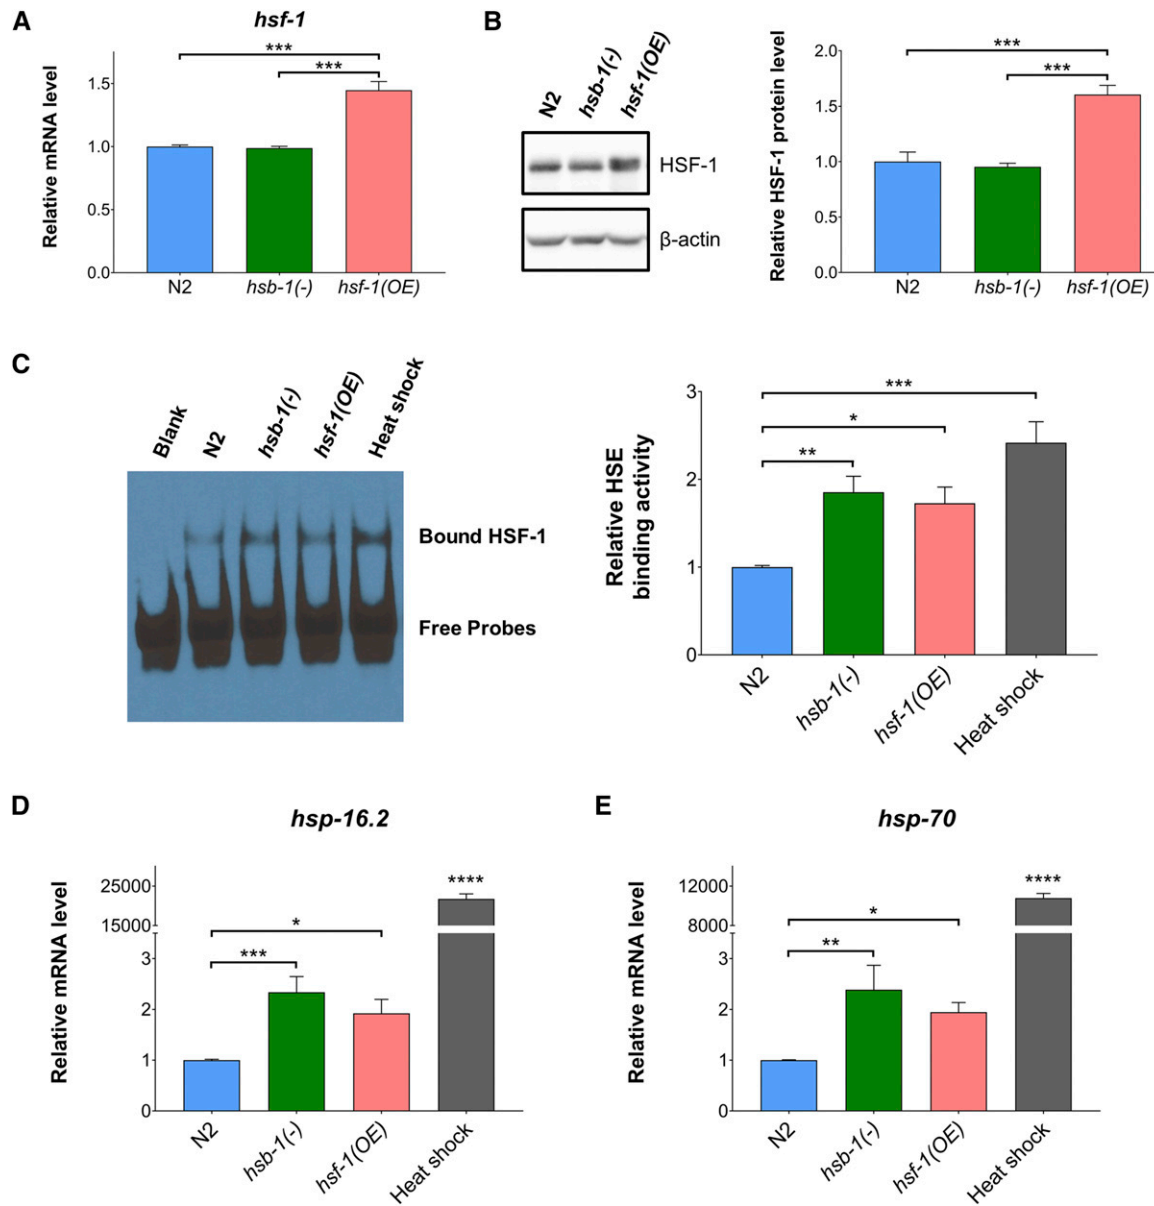 A
hsf-1
Relative mRNA level
1.5
1.0
0.5
0.0
***
***
N2
hsb-1(-)
hsf-1(OE)
B
N2
hsb-1(-)
hsf-1(OE)
HSF-1
β-actin
Relative HSF-1 protein level
2.0
1.5
1.0
0.5
0.0
***
***
N2
hsb-1(-)
hsf-1(OE)
C
Blank
N2
hsb-1(-)
hsf-1(OE)
Heat shock
Bound HSF-1
Free Probes
Relative HSE
binding activity
3
2
1
0
***
*
**
N2
hsb-1(-)
hsf-1(OE)
Heat shock
D
hsp-16.2
Relative mRNA level
25000
15000
3
2
1
0
****
*
***
N2
hsb-1(-)
hsf-1(OE)
Heat shock
E
hsp-70
Relative mRNA level
12000
8000
3
2
1
0
****
*
**
N2
hsb-1(-)
hsf-1(OE)
Heat shock